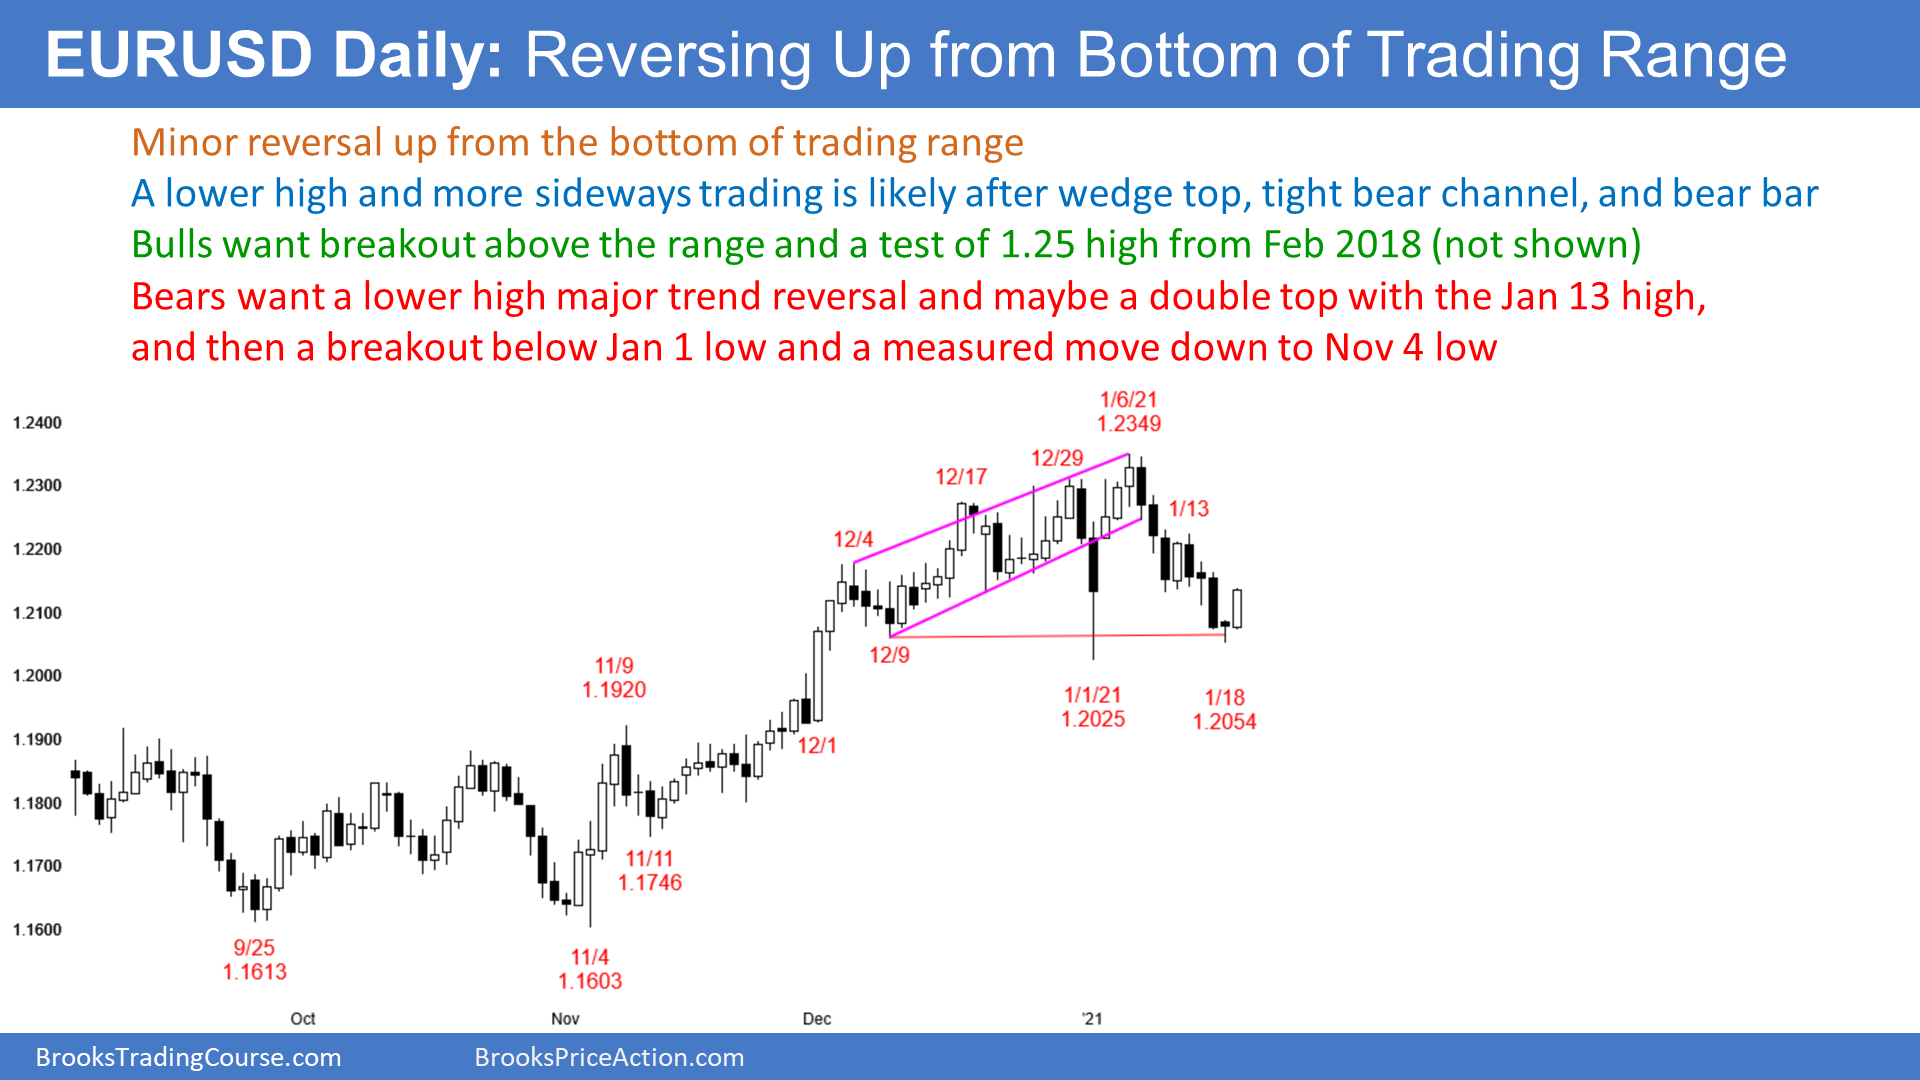 EURUSD Daily: Reversing Up from Bottom of Trading Range
Minor reversal up from the bottom of trading range
A lower high and more sideways trading is likely after wedge top, tight bear channel, and bear bar
Bulls want breakout above the range and a test of 1.25 high from Feb 2018 (not shown)
Bears want a lower high major trend reversal and maybe a double top with the Jan 13 high,
and then a breakout below Jan 1 low and a measured move down to Nov 4 low
1/6/21
1.2349
1.2400
12/29
12/17
1.2300
1/13
12/4
1.2200
1.2100
12/9
11/9
1.1920
1.2000
1/1/21
1.2025
1/18
1.2054
1.1900
12/1
1.1800
11/11
1.1746
1.1700
1.1600
9/25
1.1613
11/4
1.1603
Oct
Nov
Dec
'21
BrooksTradingCourse.com
BrooksPriceAction.com